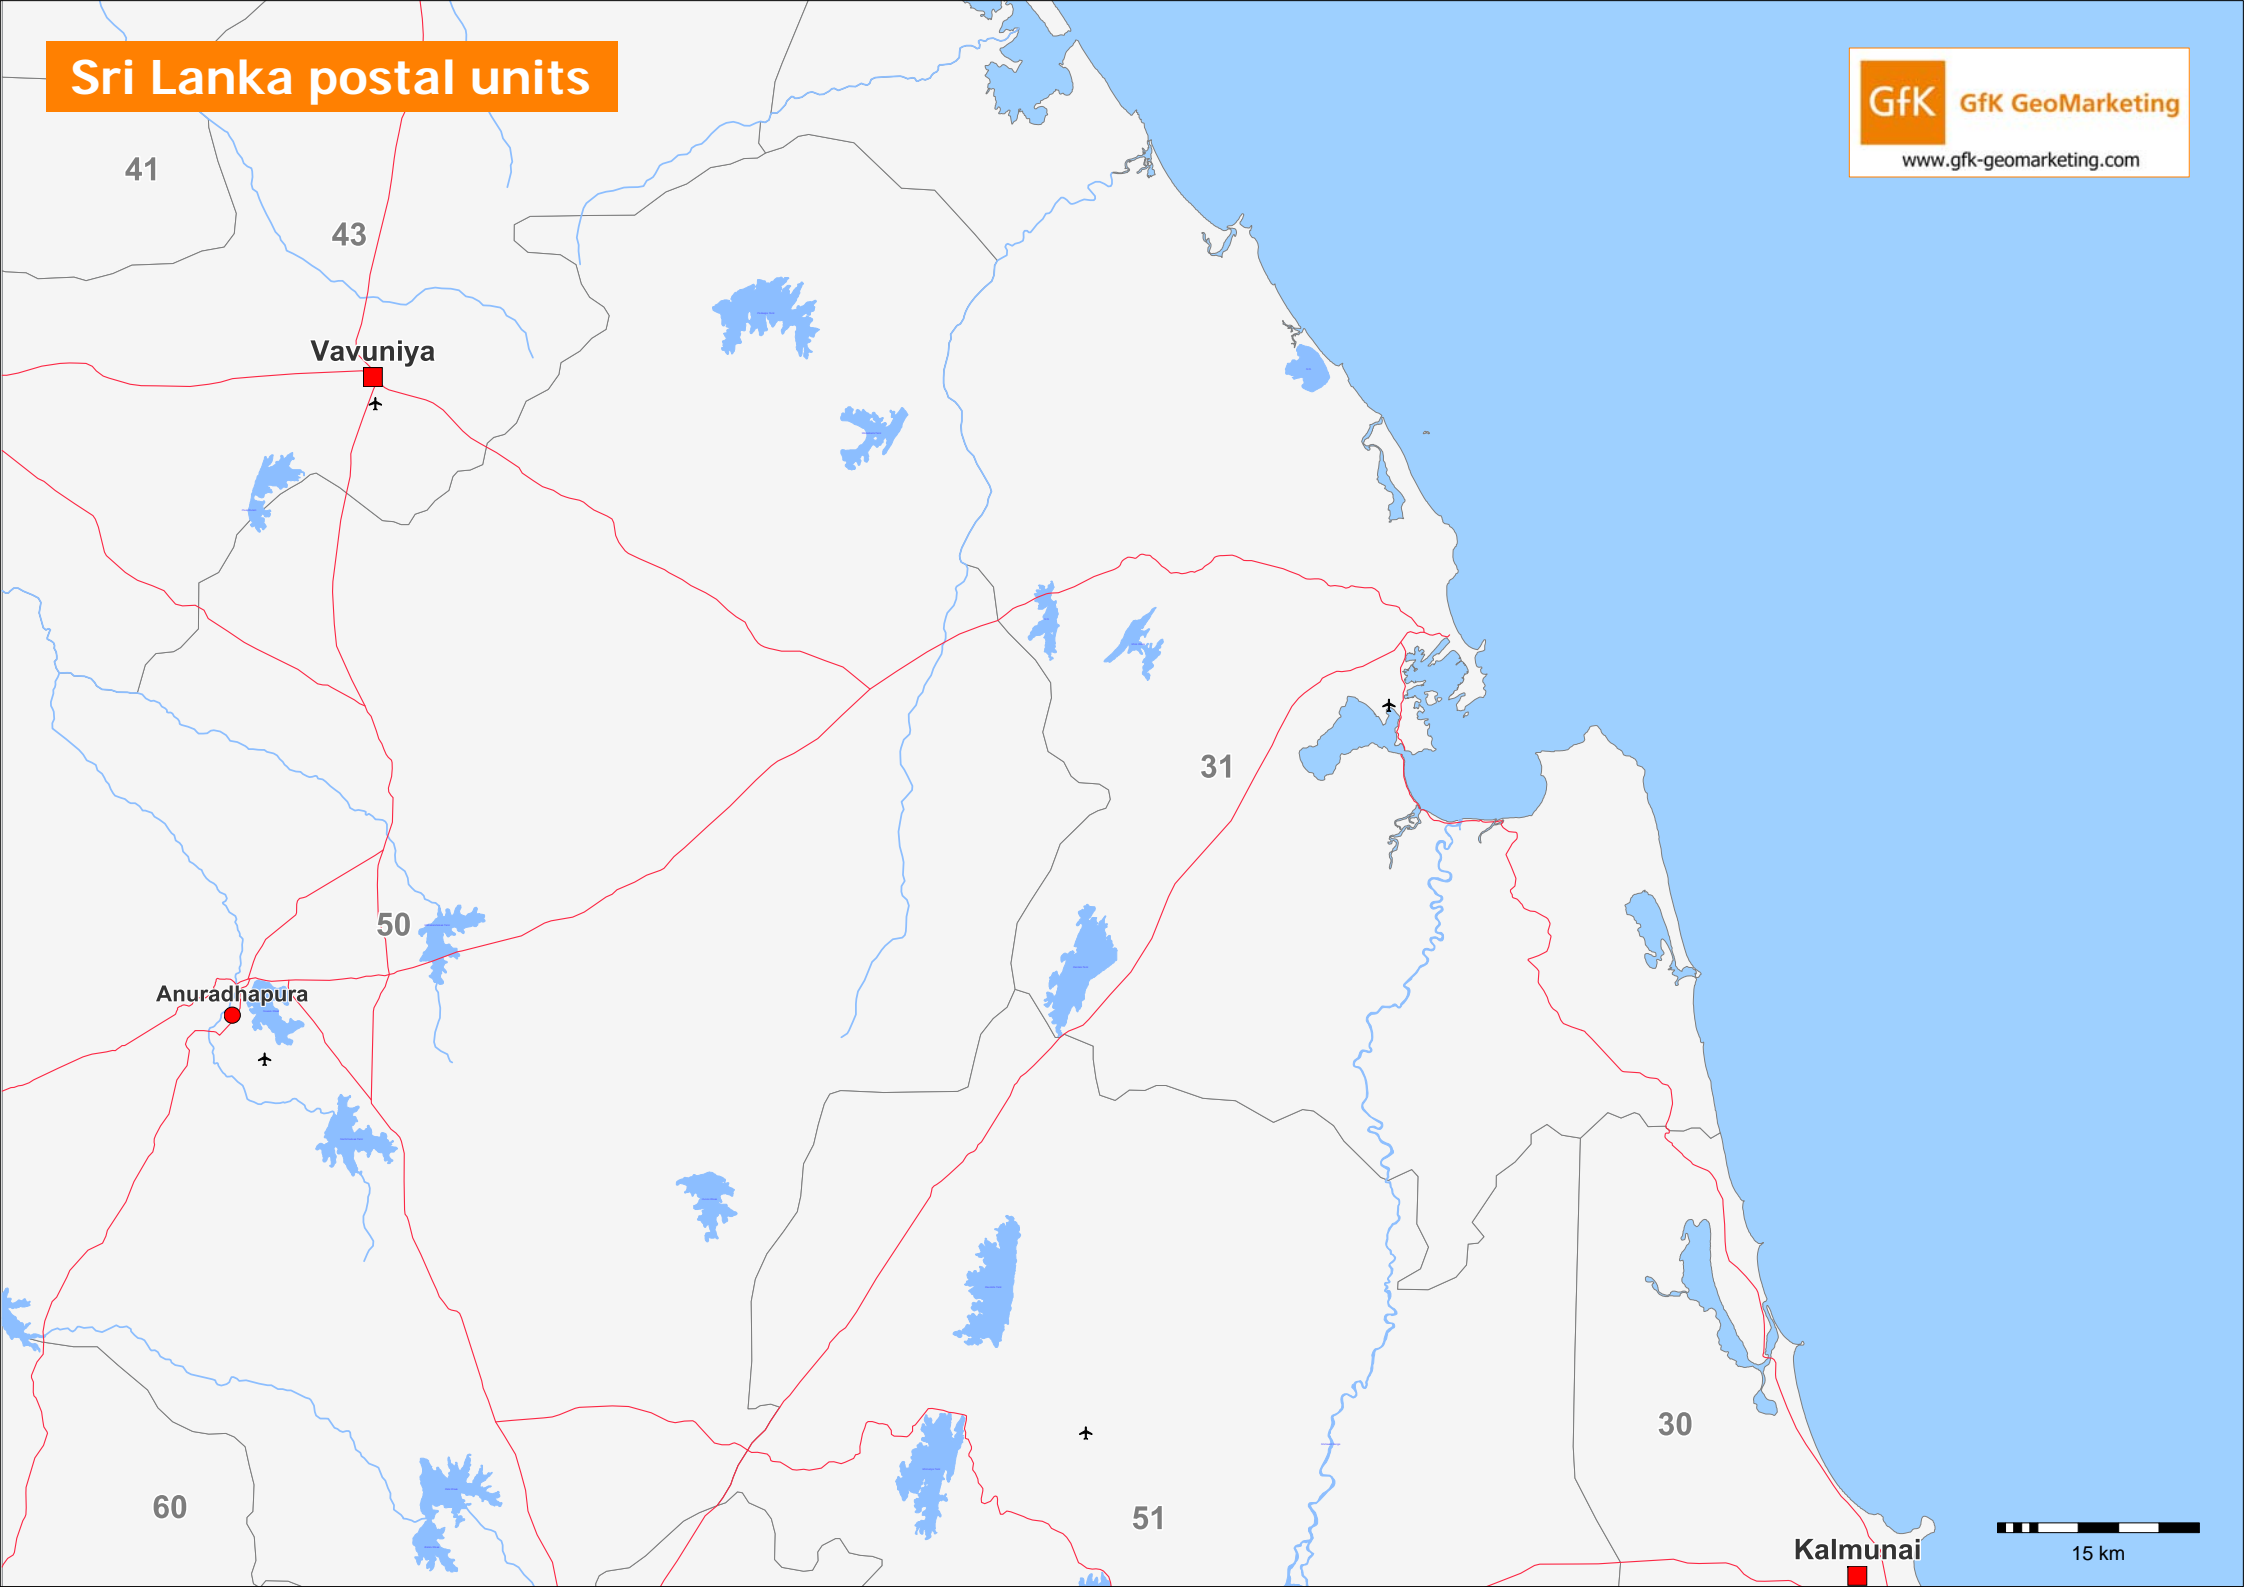 Sri Lanka postal units
GfK
GfK GeoMarketing
www.gfk-geomarketing.com
41
43
Vavuniya
31
50
Anuradhapura
30
60
51
Kalmunai
15 km